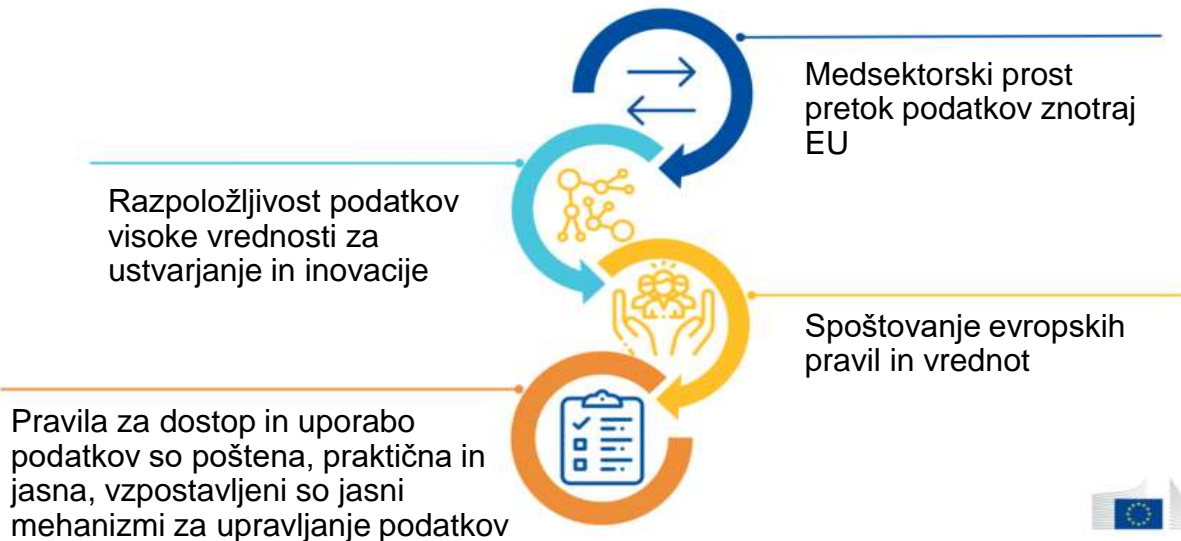 Medsektorski prost
pretok podatkov znotraj
EU
Razpoložljivost podatkov
visoke vrednosti za
ustvarjanje in inovacije
Spoštovanje evropskih
pravil in vrednot
Pravila za dostop in uporabo
podatkov so poštena, praktična in
jasna, vzpostavljeni so jasni
mehanizmi za upravljanje podatkov